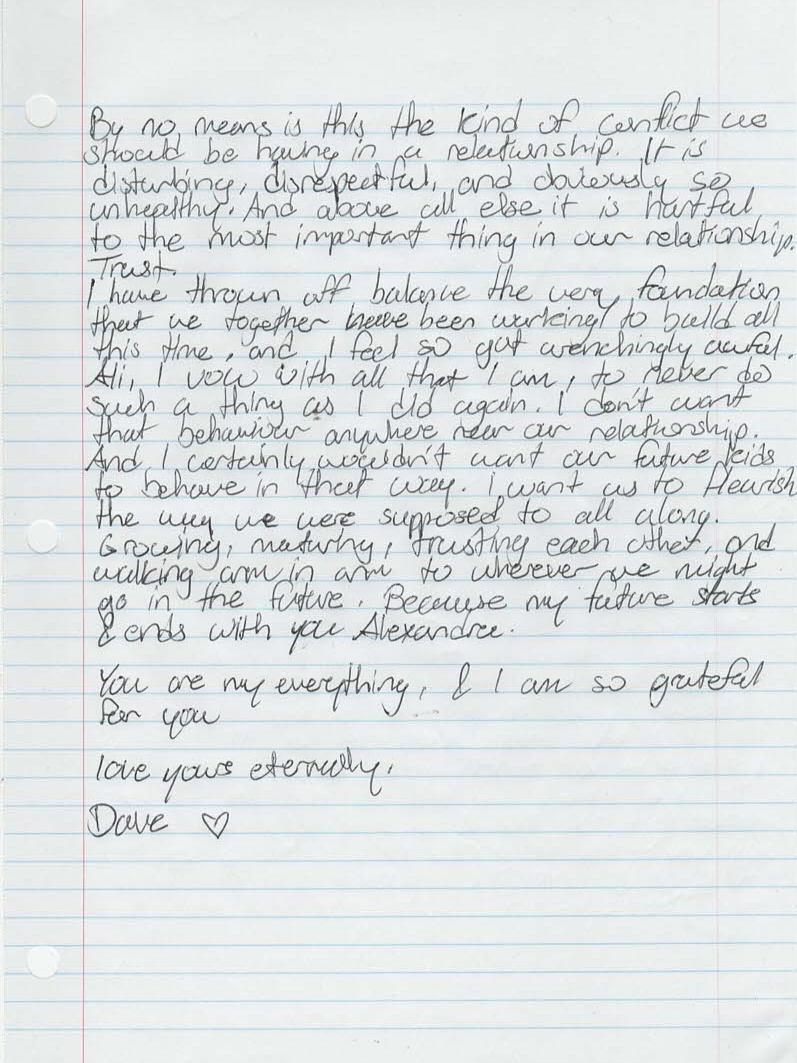 By no means is this the kind of conflict we
should be having in a relationship. It is
disturbing, disrespectful, and obviously so
unhealthy. And above all else it is hurtful
to the most important thing in our relationship.
Trust.
I have thrown off balance the very foundation
that we together have been working to build all
this time, and I feel so gut wrenchingly awful.
Ali, I vow with all that I am, to never do
such a thing as I did again. I don't want
that behaviour anywhere near our relationship.
And I certainly wouldn't want our future kids
to behave in that way. I want us to flourish
the way we were supposed to all along.
Growing, maturing, trusting each other, and
walking arm in arm to wherever we might
go in the future. Because my future starts
& ends with you Alexandra.
You are my everything, & I am so grateful
for you
love yours eternally,
Dave ♡